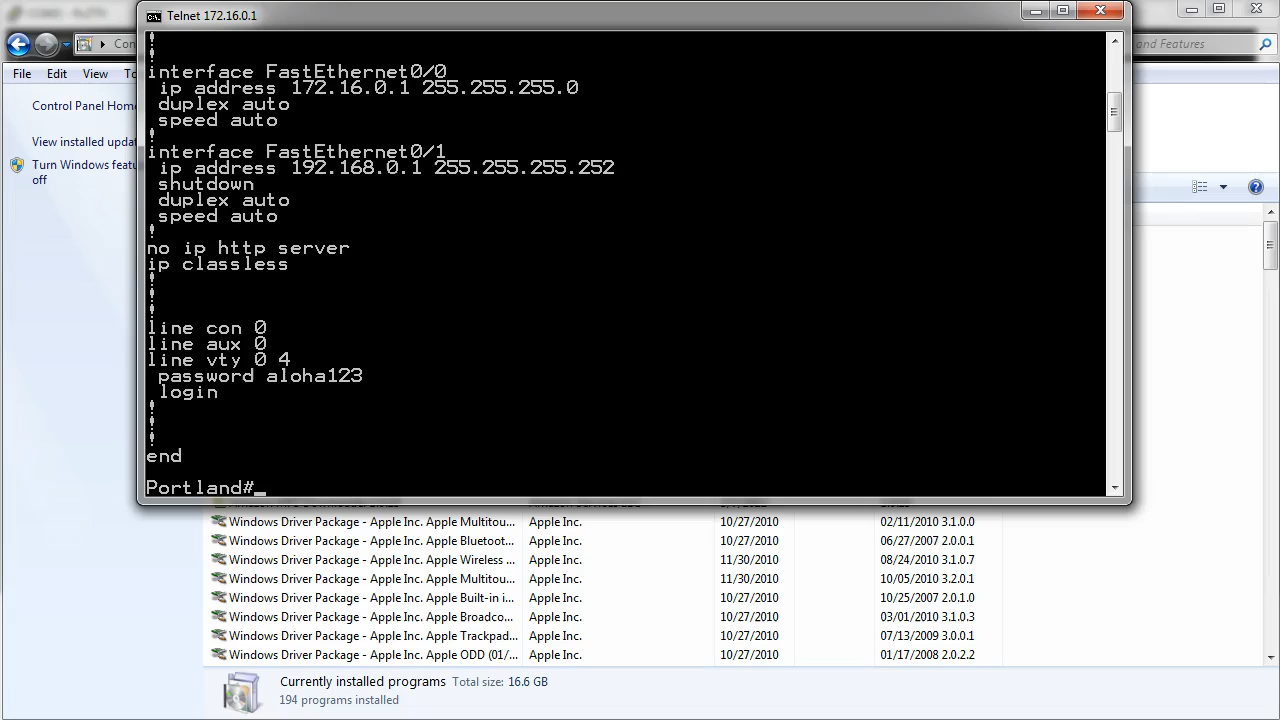 Telnet 172.16.0.1
and Features
Con
File Edit View To
Control Panel Home
View installed updat
Turn Windows featu
off
!
!
interface FastEthernet0/0
ip address 172.16.0.1 255.255.255.0
duplex auto
speed auto
!
interface FastEthernet0/1
ip address 192.168.0.1 255.255.255.252
shutdown
duplex auto
speed auto
!
no ip http server
ip classless
!
!
!
line con 0
line aux 0
line vty 0 4
password aloha123
login
!
!
!
end
Portland#_
Windows Driver Package - Apple Inc. Apple Multitou... Apple Inc. 10/27/2010 02/11/2010 3.1.0.0
Windows Driver Package - Apple Inc. Apple Bluetoot... Apple Inc. 10/27/2010 06/27/2007 2.0.0.1
Windows Driver Package - Apple Inc. Apple Wireless ... Apple Inc. 11/30/2010 08/24/2010 3.1.0.7
Windows Driver Package - Apple Inc. Apple Multitou... Apple Inc. 11/30/2010 10/05/2010 3.2.0.1
Windows Driver Package - Apple Inc. Apple Built-in i... Apple Inc. 10/27/2010 10/25/2007 2.0.1.0
Windows Driver Package - Apple Inc. Apple Broadco... Apple Inc. 10/27/2010 03/01/2010 3.1.0.3
Windows Driver Package - Apple Inc. Apple Trackpad... Apple Inc. 10/27/2010 07/13/2009 3.0.0.1
Windows Driver Package - Apple Inc. Apple ODD (01/... Apple Inc. 10/27/2010 01/17/2008 2.0.2.2
Currently installed programs Total size: 16.6 GB
194 programs installed